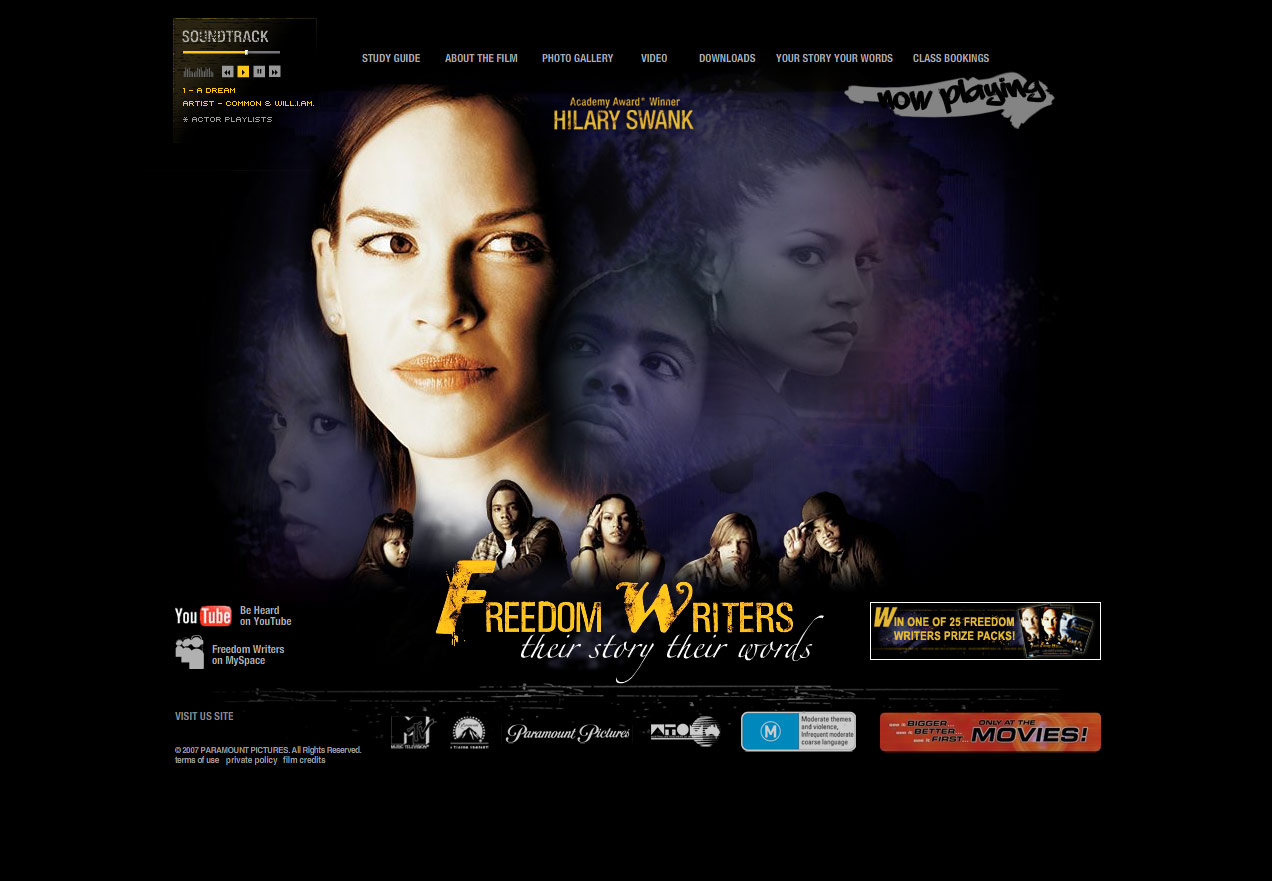 SOUNDTRACK
1 - A DREAM
ARTIST - COMMON & WILL.I.AM.
* ACTOR PLAYLISTS
STUDY GUIDE ABOUT THE FILM PHOTO GALLERY VIDEO DOWNLOADS YOUR STORY YOUR WORDS CLASS BOOKINGS
now playing
Academy Award® Winner
HILARY SWANK
FREEDOM WRITERS
their story their words
YouTube
Be Heard
on YouTube
Freedom Writers
on MySpace
WIN ONE OF 25 FREEDOM
WRITERS PRIZE PACKS!
VISIT US SITE
© 2007 PARAMOUNT PICTURES. All Rights Reserved.
terms of use privacy policy film credits
MTV
MUSIC TELEVISION
Paramount Pictures
M
Moderate themes
and violence,
Infrequent moderate
coarse language
BIGGER...
BETTER...
FIRST...
ONLY AT THE
MOVIES!